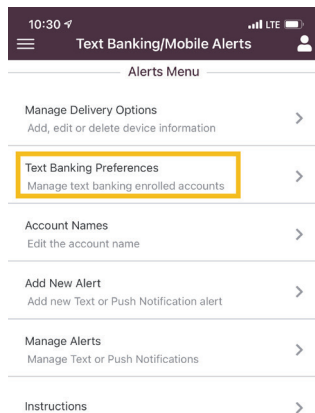 10:30
LTE
Text Banking/Mobile Alerts
Alerts Menu
Manage Delivery Options
Add, edit or delete device information
Text Banking Preferences
Manage text banking enrolled accounts
Account Names
Edit the account name
Add New Alert
Add new Text or Push Notification alert
Manage Alerts
Manage Text or Push Notifications
Instructions